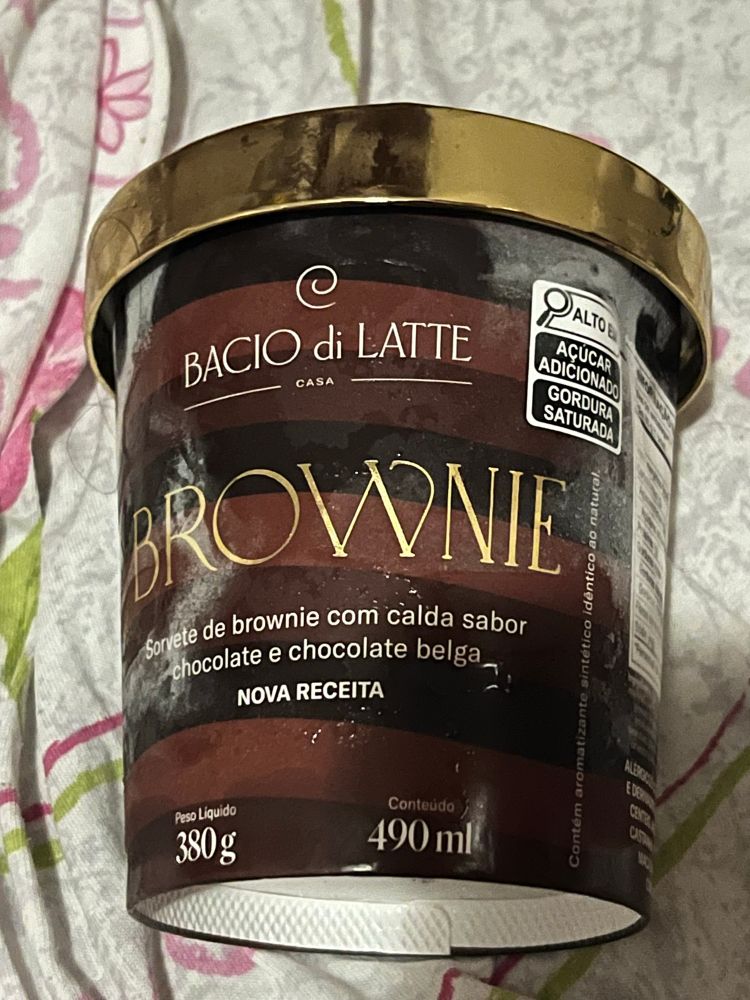 BACIO di LATTE
CASA
ALTO
AÇÚCAR
ADICIONADO
GORDURA
SATURADA
BROWNIE
Sorvete de brownie com calda sabor
chocolate e chocolate belga
NOVA RECEITA
Contém aromatizante sintético idêntico ao natural.
Peso Líquido
380g
Conteúdo
490 ml